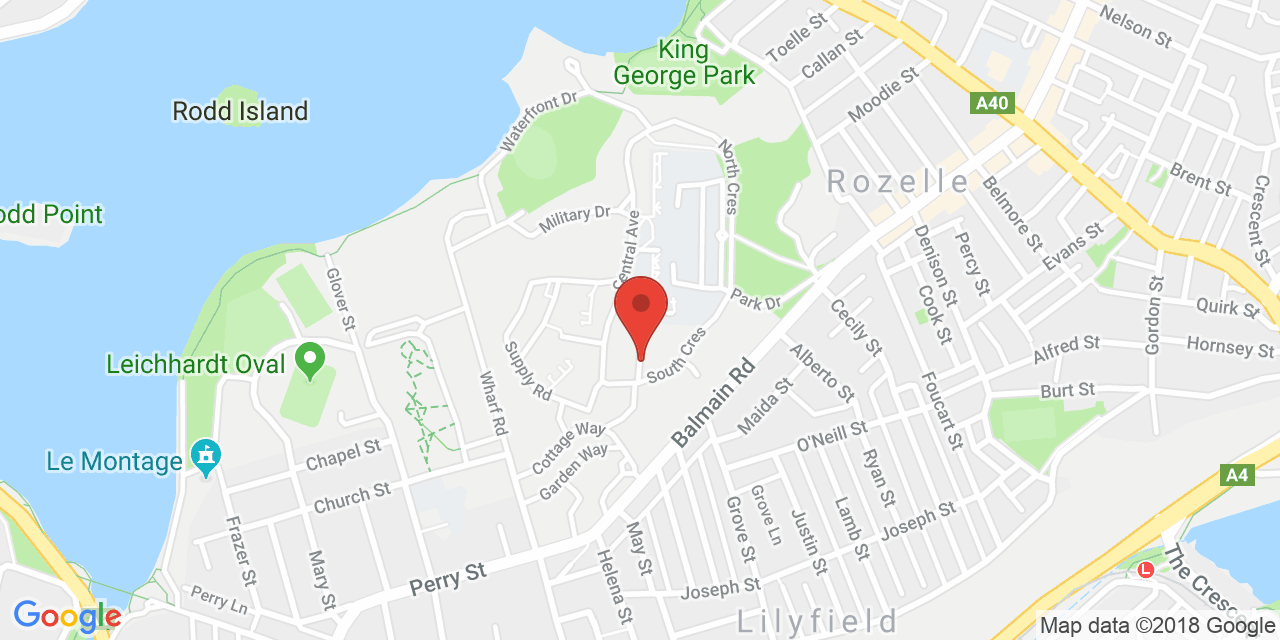 Nelson St
Toelle St
Callan St
King
George Park
Moodie St
A40
Rodd Island
Waterfront Dr
North Cres
Rozelle
Brent St
Crescent St
Belmore St
odd Point
Military Dr
Central Ave
Denison St
Percy St
Evans St
Glover St
Park Dr
Cook St
Quirk St
Gordon St
Cecily St
Leichhardt Oval
Supply Rd
South Cres
Alberto St
Alfred St
Hornsey St
Wharf Rd
Balmain Rd
Maida St
Foucart St
Burt St
Cottage Way
O'Neill St
Chapel St
Le Montage
Garden Way
Ryan St
A4
Church St
Grove St
Grove Ln
Justin St
Lamb St
Joseph St
Frazer St
Mary St
May St
Helena St
Perry St
Perry Ln
Joseph St
L
The Cresc
Lilyfield
Google
Map data ©2018 Google